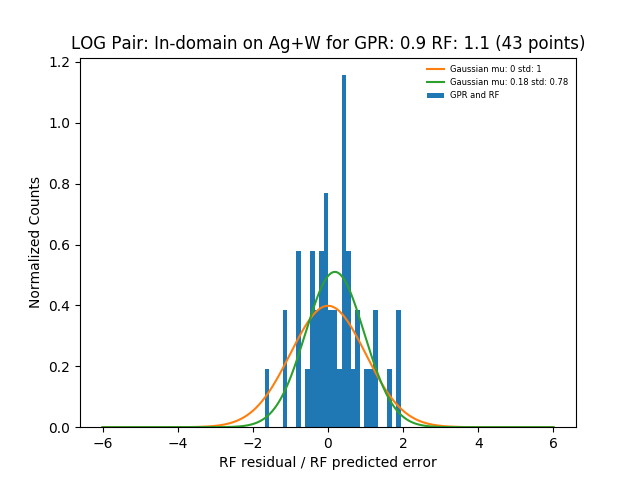 LOG Pair: In-domain on Ag+W for GPR: 0.9 RF: 1.1 (43 points)
Gaussian mu: 0 std: 1
Gaussian mu: 0.18 std: 0.78
GPR and RF
1.2
1.0
0.8
0.6
0.4
0.2
0.0
Normalized Counts
−6 −4 −2 0 2 4 6
RF residual / RF predicted error